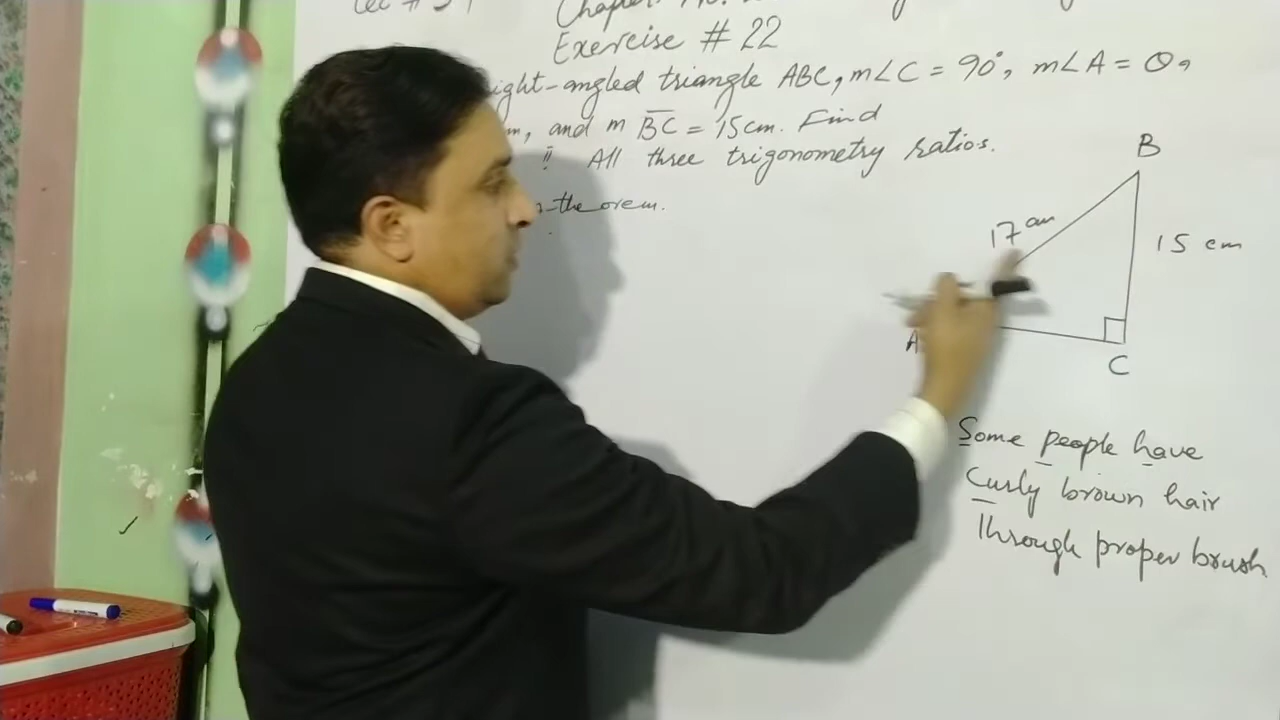 Exercise # 22
ight-angled triangle ABC, m∠C = 90°, m∠A = θ,
m, and m BC = 15cm. Find
!! All three trigonometry ratios.
theorem.
B
17 cm
15 cm
A
C
Some people have
Curly brown hair
Through proper brush